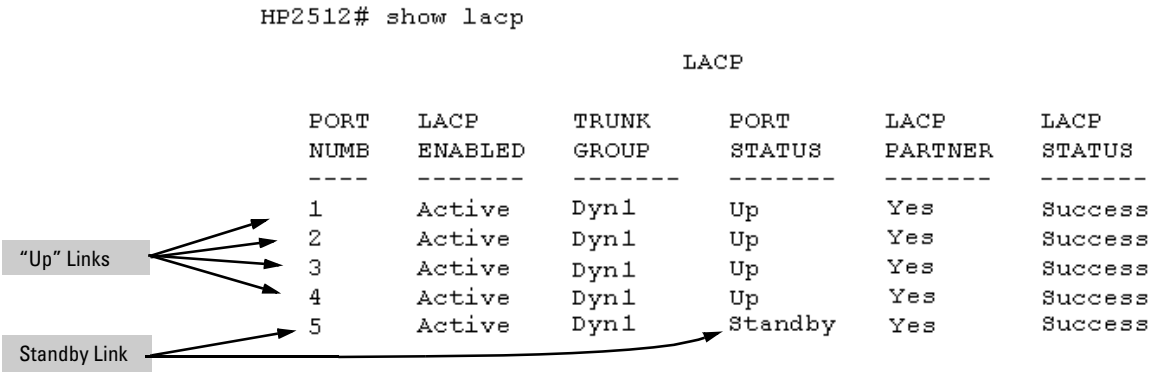 HP2512# show lacp
LACP
PORT LACP TRUNK PORT LACP LACP
NUMB ENABLED GROUP STATUS PARTNER STATUS
---- ------- ------- ------- ------- -------
1 Active Dyn1 Up Yes Success
2 Active Dyn1 Up Yes Success
"Up" Links
3 Active Dyn1 Up Yes Success
4 Active Dyn1 Up Yes Success
5 Active Dyn1 Standby Yes Success
Standby Link